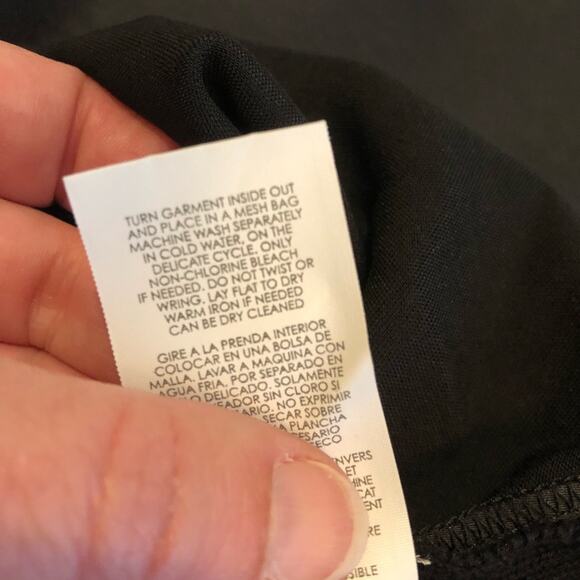 TURN GARMENT INSIDE OUT
AND PLACE IN A MESH BAG
MACHINE WASH SEPARATELY
IN COLD WATER, ON THE
DELICATE CYCLE. ONLY
NON-CHLORINE BLEACH
IF NEEDED. DO NOT TWIST OR
WRING. LAY FLAT TO DRY
WARM IRON IF NEEDED
CAN BE DRY CLEANED
GIRE A LA PRENDA INTERIOR
COLOCAR EN UNA BOLSA DE
MALLA. LAVAR A MAQUINA CON
AGUA FRIA, POR SEPARADO EN
DELICADO. SOLAMENTE
SIN CLORO SI
NO EXPRIMIR
SECAR SOBRE
PLANCHA